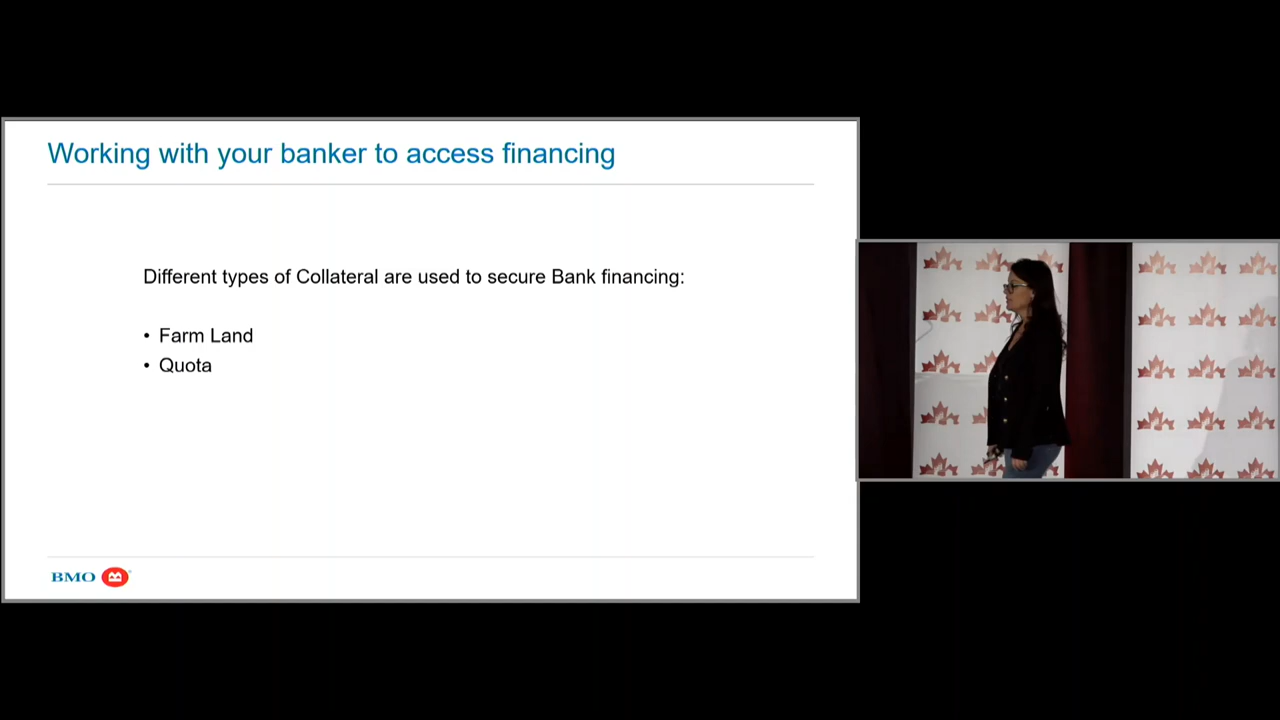 Working with your banker to access financing
Different types of Collateral are used to secure Bank financing:
• Farm Land
• Quota
BMO